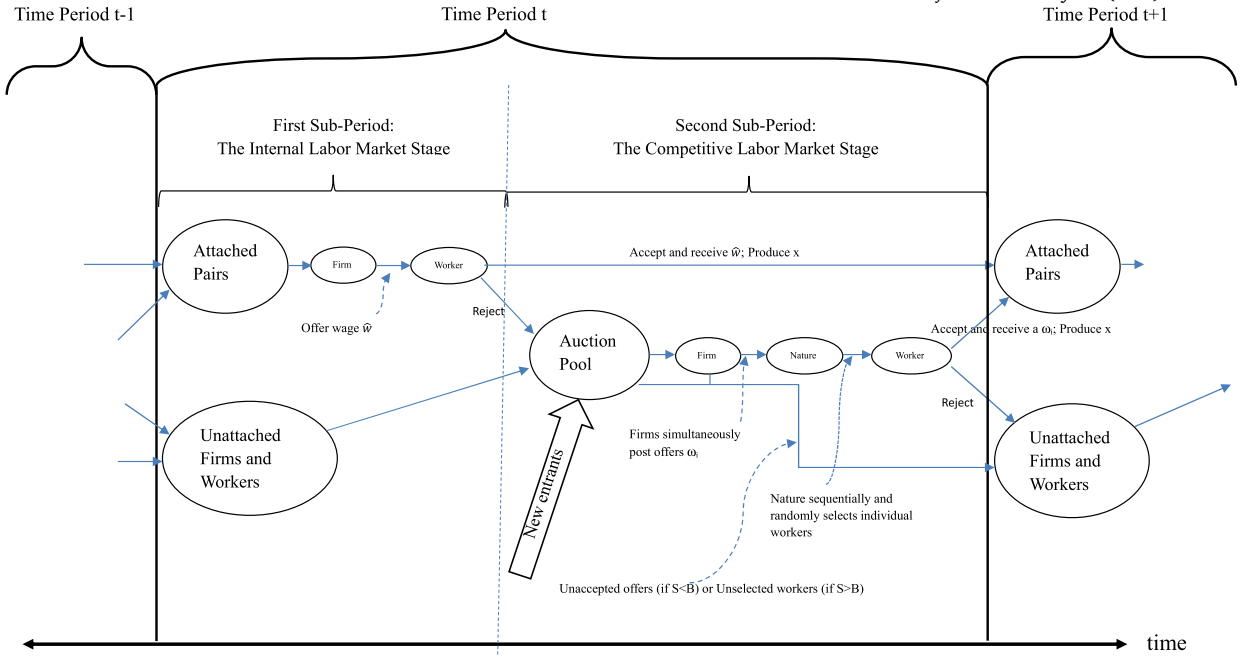 Time Period t-1
Time Period t
Time Period t+1
First Sub-Period:
The Internal Labor Market Stage
Second Sub-Period:
The Competitive Labor Market Stage
Attached
Pairs
Firm
Worker
Accept and receive ŵ; Produce x
Attached
Pairs
Offer wage ŵ
Reject
Auction
Pool
Firm
Nature
Worker
Accept and receive a ωᵢ; Produce x
Reject
Unattached
Firms and
Workers
Firms simultaneously
post offers ωᵢ
Unattached
Firms and
Workers
New entrants
Nature sequentially and
randomly selects individual
workers
Unaccepted offers (if S<B) or Unselected workers (if S>B)
time